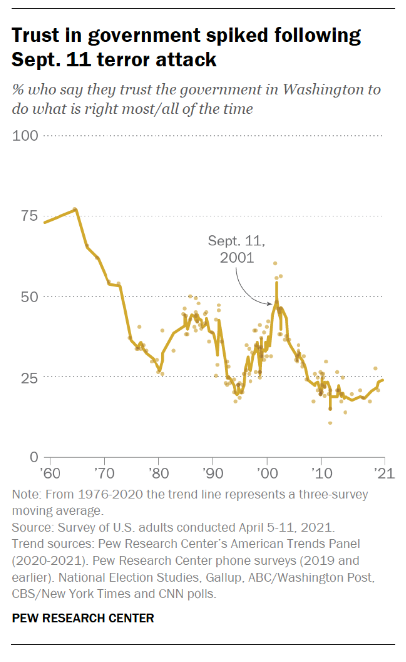 Trust in government spiked following
Sept. 11 terror attack
% who say they trust the government in Washington to
do what is right most/all of the time
100
75
Sept. 11,
2001
50
25
0
'60 '70 '80 '90 '00 '10 '21
Note: From 1976-2020 the trend line represents a three-survey
moving average.
Source: Survey of U.S. adults conducted April 5-11, 2021.
Trend sources: Pew Research Center's American Trends Panel
(2020-2021). Pew Research Center phone surveys (2019 and
earlier). National Election Studies, Gallup, ABC/Washington Post,
CBS/New York Times and CNN polls.
PEW RESEARCH CENTER